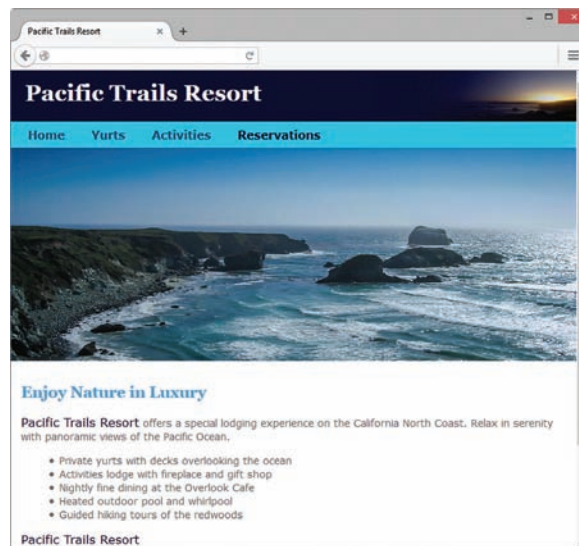 Pacific Trails Resort
Pacific Trails Resort
Home Yurts Activities Reservations
Enjoy Nature in Luxury
Pacific Trails Resort offers a special lodging experience on the California North Coast. Relax in serenity
with panoramic views of the Pacific Ocean.
• Private yurts with decks overlooking the ocean
• Activities lodge with fireplace and gift shop
• Nightly fine dining at the Overlook Cafe
• Heated outdoor pool and whirlpool
• Guided hiking tours of the redwoods
Pacific Trails Resort